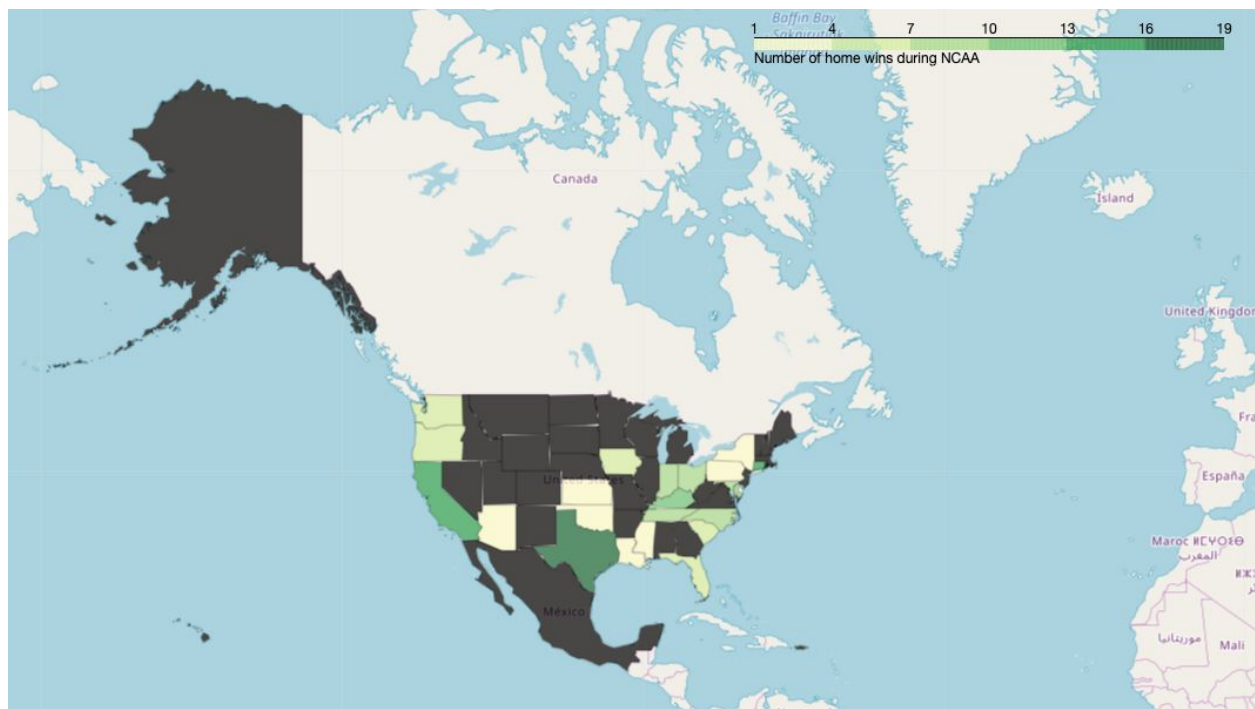 Baffin Bay
1 4 7 10 13 16 19
Number of home wins during NCAA
Canada
Ísland
United Kingdom
Fra
United States
España
México
Maroc ⵍⵎⵖⵔⵉⴱ
المغرب
موريتانيا
Mali